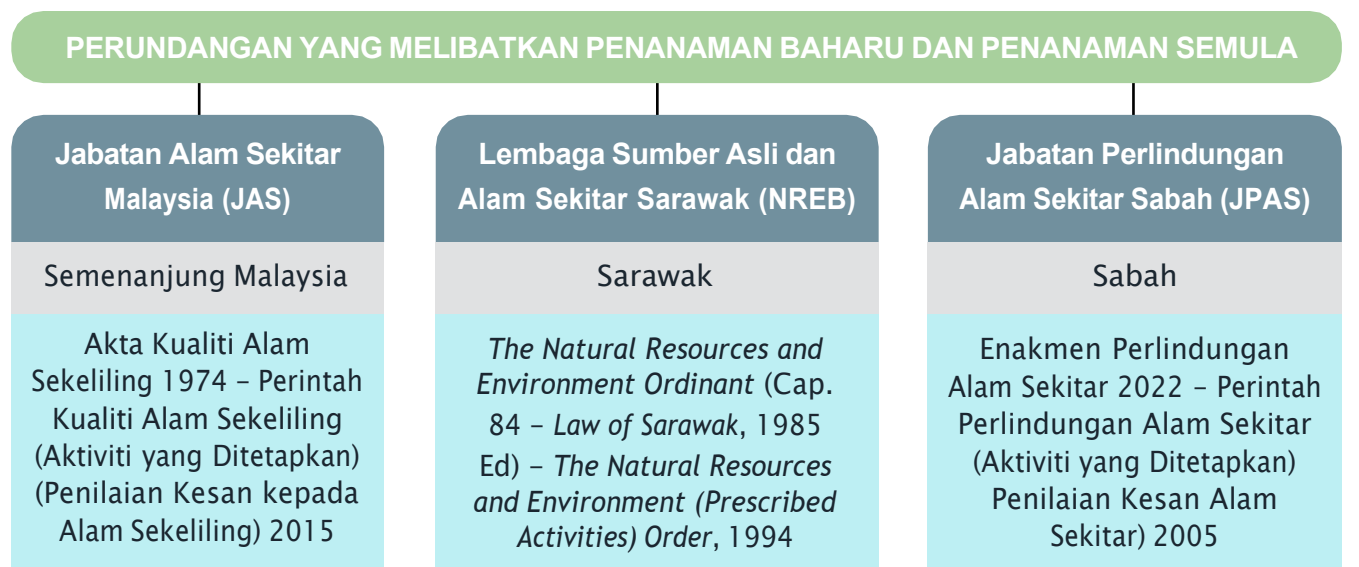 PERUNDANGAN YANG MELIBATKAN PENANAMAN BAHARU DAN PENANAMAN SEMULA
Jabatan Alam Sekitar
Malaysia (JAS)
Semenanjung Malaysia
Akta Kualiti Alam
Sekeliling 1974 – Perintah
Kualiti Alam Sekeliling
(Aktiviti yang Ditetapkan)
(Penilaian Kesan kepada
Alam Sekeliling) 2015
Lembaga Sumber Asli dan
Alam Sekitar Sarawak (NREB)
Sarawak
The Natural Resources and
Environment Ordinant (Cap.
84 – Law of Sarawak, 1985
Ed) – The Natural Resources
and Environment (Prescribed
Activities) Order, 1994
Jabatan Perlindungan
Alam Sekitar Sabah (JPAS)
Sabah
Enakmen Perlindungan
Alam Sekitar 2022 – Perintah
Perlindungan Alam Sekitar
(Aktiviti yang Ditetapkan)
Penilaian Kesan Alam
Sekitar) 2005